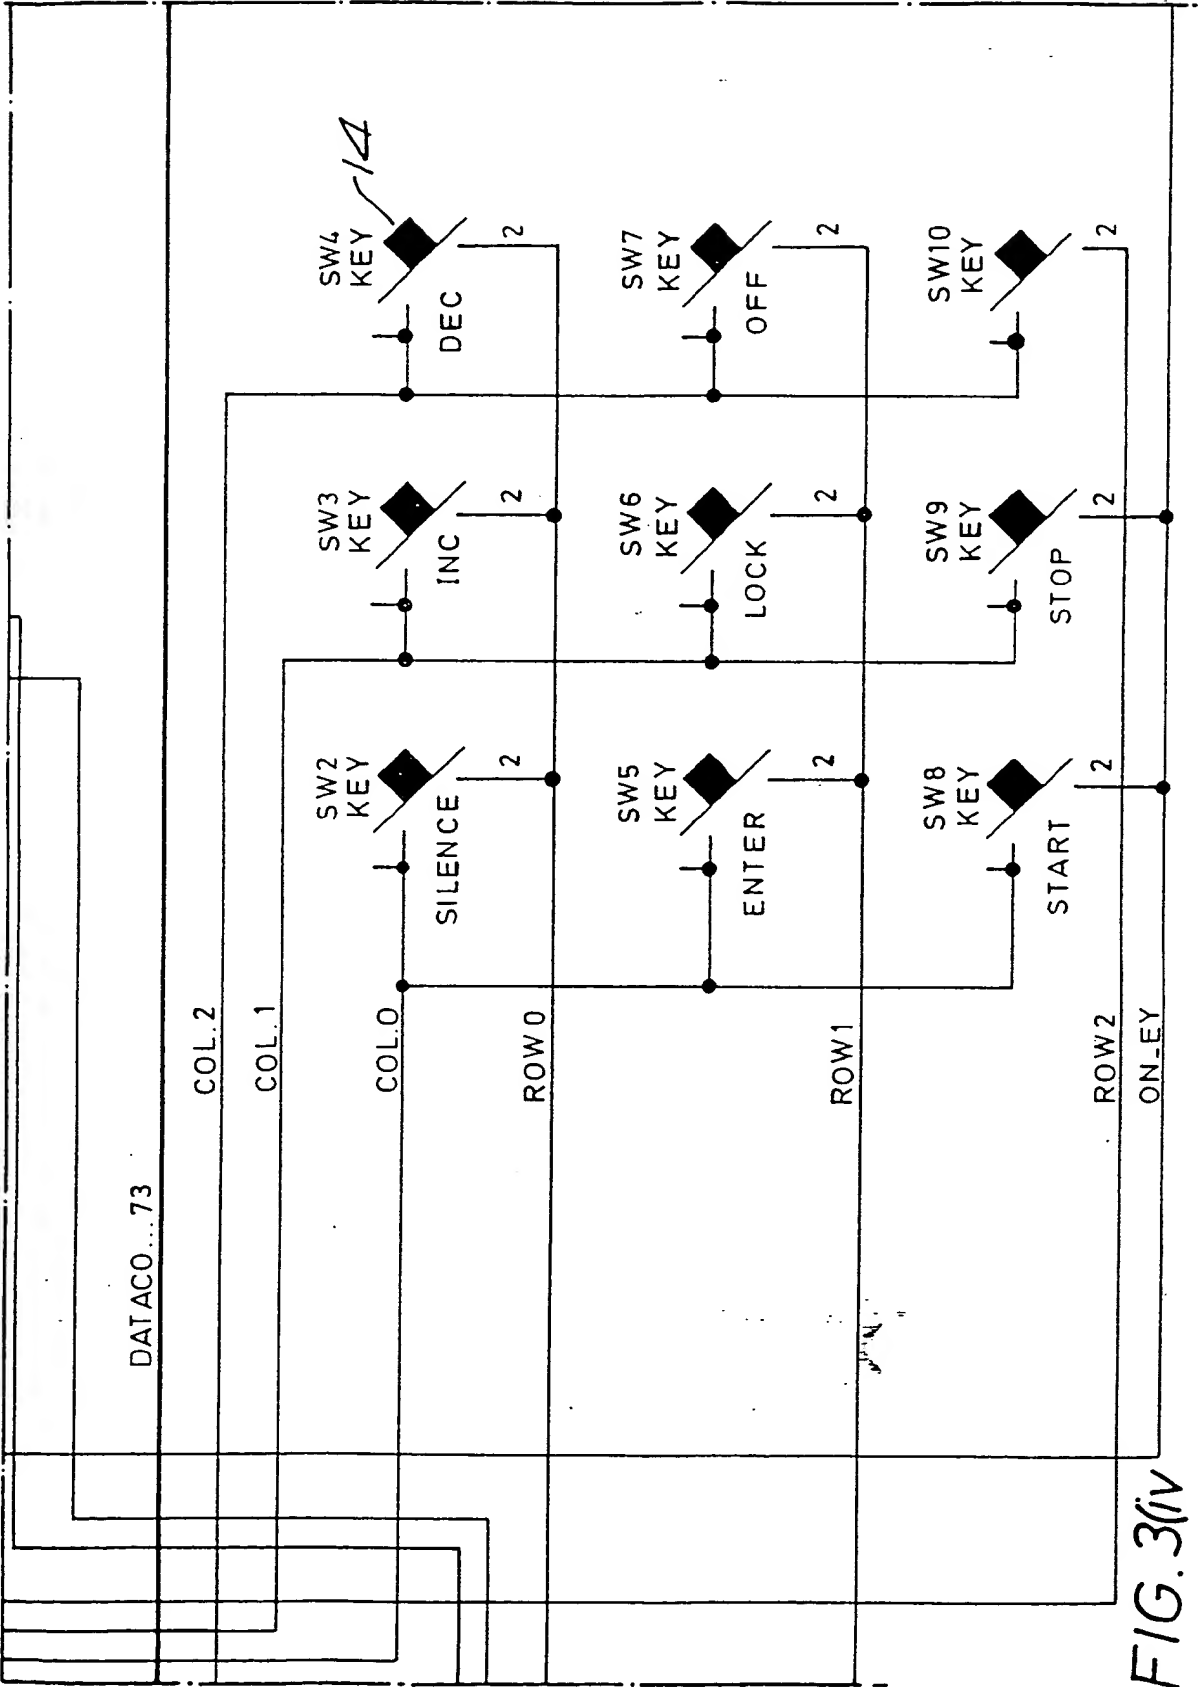 DATACO...73
COL.2
COL.1
COL.0
ROW 0
ROW1
ROW2
ON_EY
SW2
KEY
SILENCE
2
SW3
KEY
INC
2
SW4
KEY
DEC
2
14
SW5
KEY
ENTER
2
SW6
KEY
LOCK
2
SW7
KEY
OFF
2
SW8
KEY
START
2
SW9
KEY
STOP
2
SW10
KEY
2
FIG. 3(iv